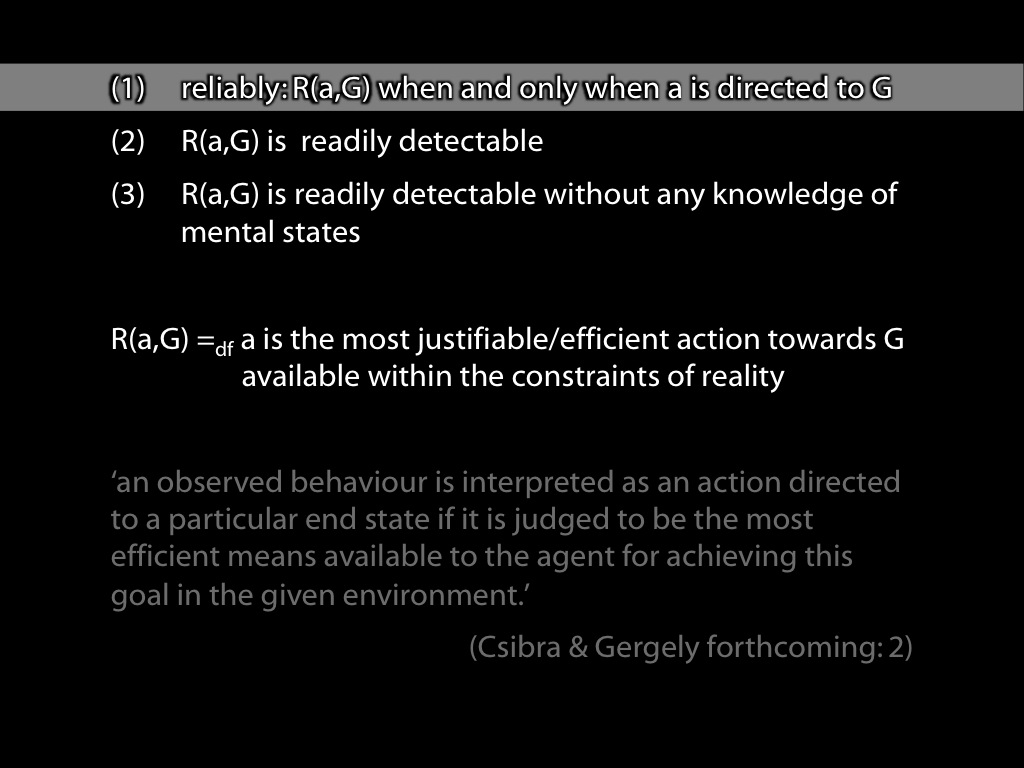 (1) reliably: R(a,G) when and only when a is directed to G
(2) R(a,G) is readily detectable
(3) R(a,G) is readily detectable without any knowledge of
mental states
R(a,G) =df a is the most justifiable/efficient action towards G
available within the constraints of reality
‘an observed behaviour is interpreted as an action directed
to a particular end state if it is judged to be the most
efficient means available to the agent for achieving this
goal in the given environment.’
(Csibra & Gergely forthcoming: 2)